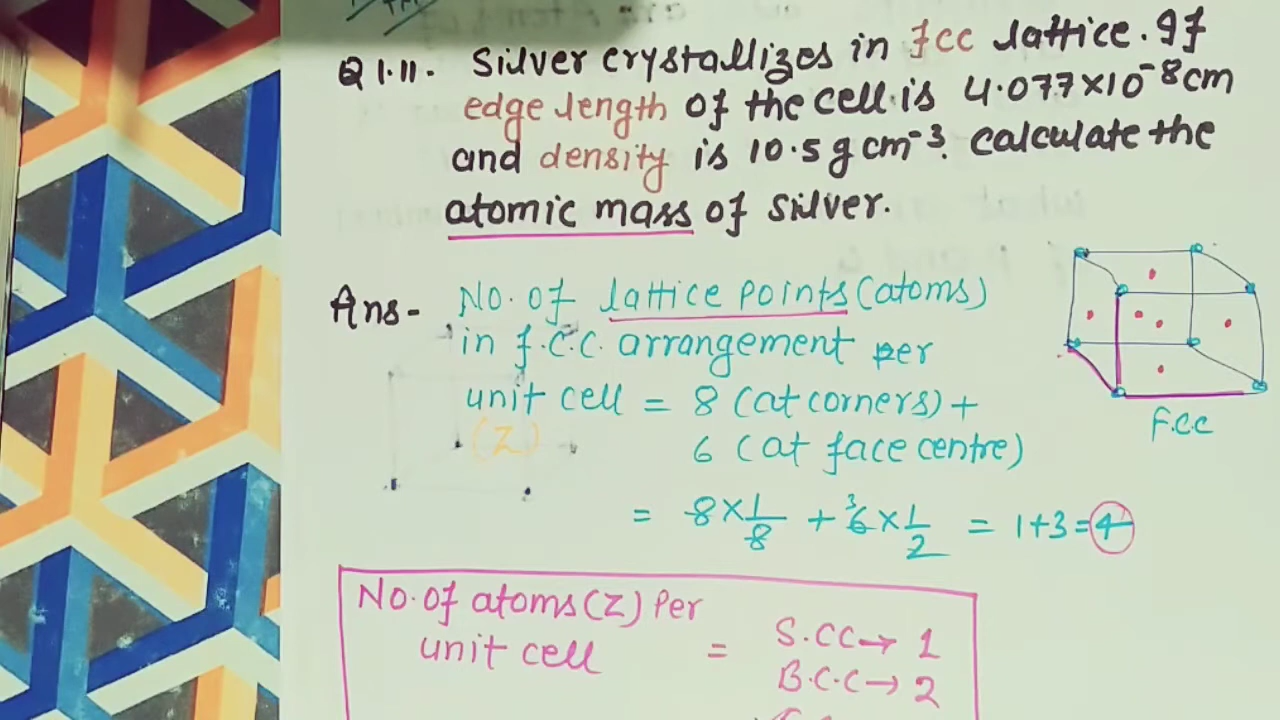 Q 1.11. Silver crystallizes in fcc lattice. If
edge length of the cell is 4.077×10⁻⁸cm
and density is 10.5 g cm⁻³. calculate the
atomic mass of silver.
Ans- No. of lattice points (atoms)
in f.C.C. arrangement per
unit cell = 8 (at corners) +
(Z) 6 (at face centre)
= 8×1/8 + 6×1/2 3 = 1+3=4
F.C.C
No. of atoms (Z) Per
unit cell = S.CC→ 1
B.C.C→ 2